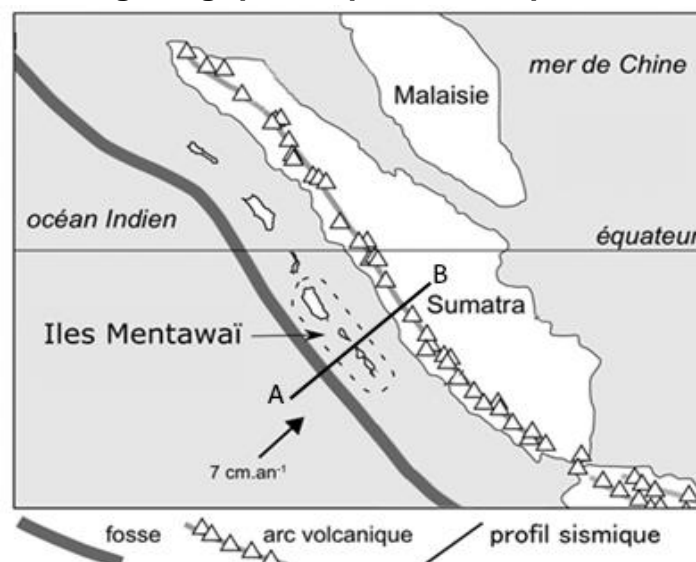 mer de Chine
Malaisie
océan Indien
équateur
B
Sumatra
Iles Mentawaï
A
7 cm.an⁻¹
fosse arc volcanique profil sismique